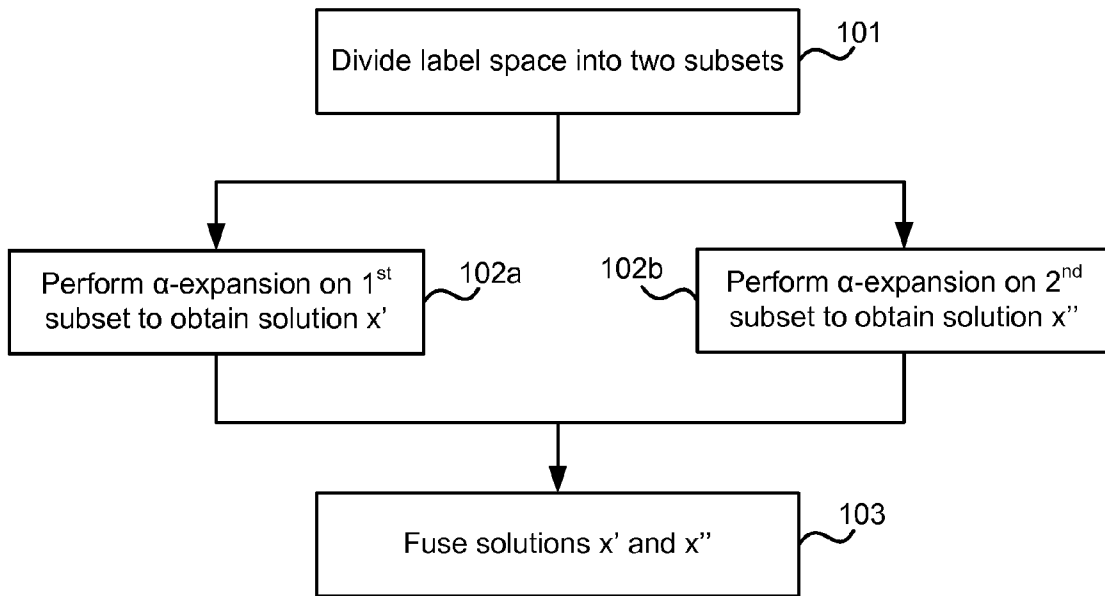 Divide label space into two subsets
101
Perform α-expansion on 1st
subset to obtain solution x’
102a
102b
Perform α-expansion on 2nd
subset to obtain solution x’’
Fuse solutions x’ and x’’
103